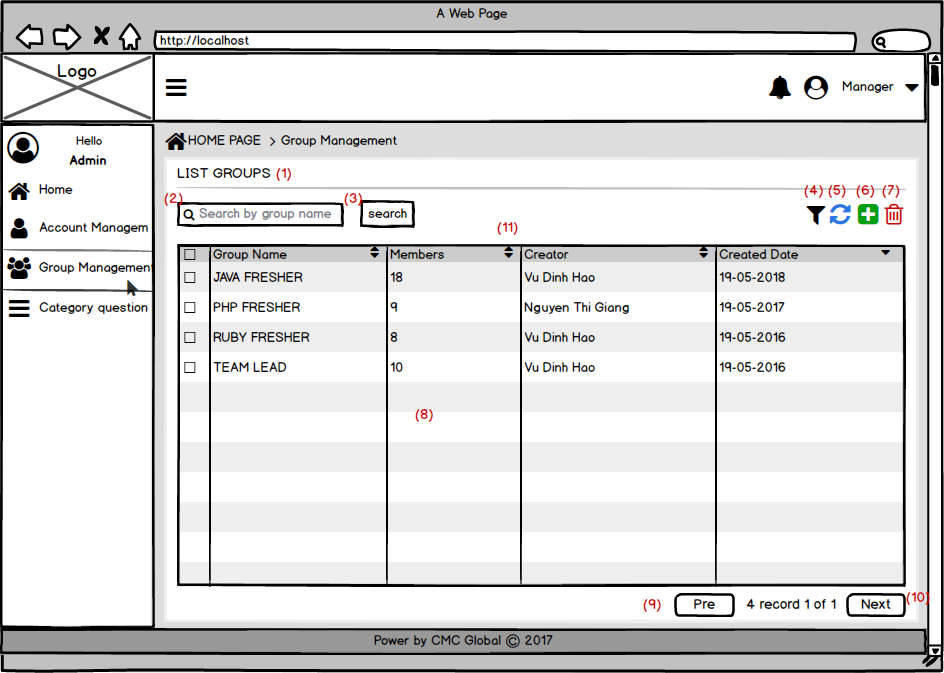 A Web Page
http://localhost
Logo
Manager
Hello
Admin
Home
Account Managem
Group Management
Category question
HOME PAGE > Group Management
LIST GROUPS (1)
(2) Search by group name (3) search
(4) (5) (6) (7)
(11)
Group Name Members Creator Created Date
JAVA FRESHER 18 Vu Dinh Hao 19-05-2018
PHP FRESHER 9 Nguyen Thi Giang 19-05-2017
RUBY FRESHER 8 Vu Dinh Hao 19-05-2016
TEAM LEAD 10 Vu Dinh Hao 19-05-2016
(8)
(9) Pre 4 record 1 of 1 Next (10)
Power by CMC Global © 2017